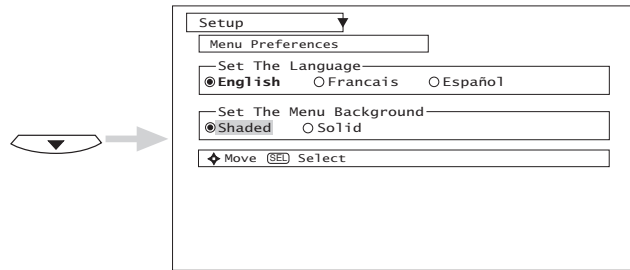 Setup
Menu Preferences
Set The Language
English Francais Español
Set The Menu Background
Shaded Solid
Move SEL Select